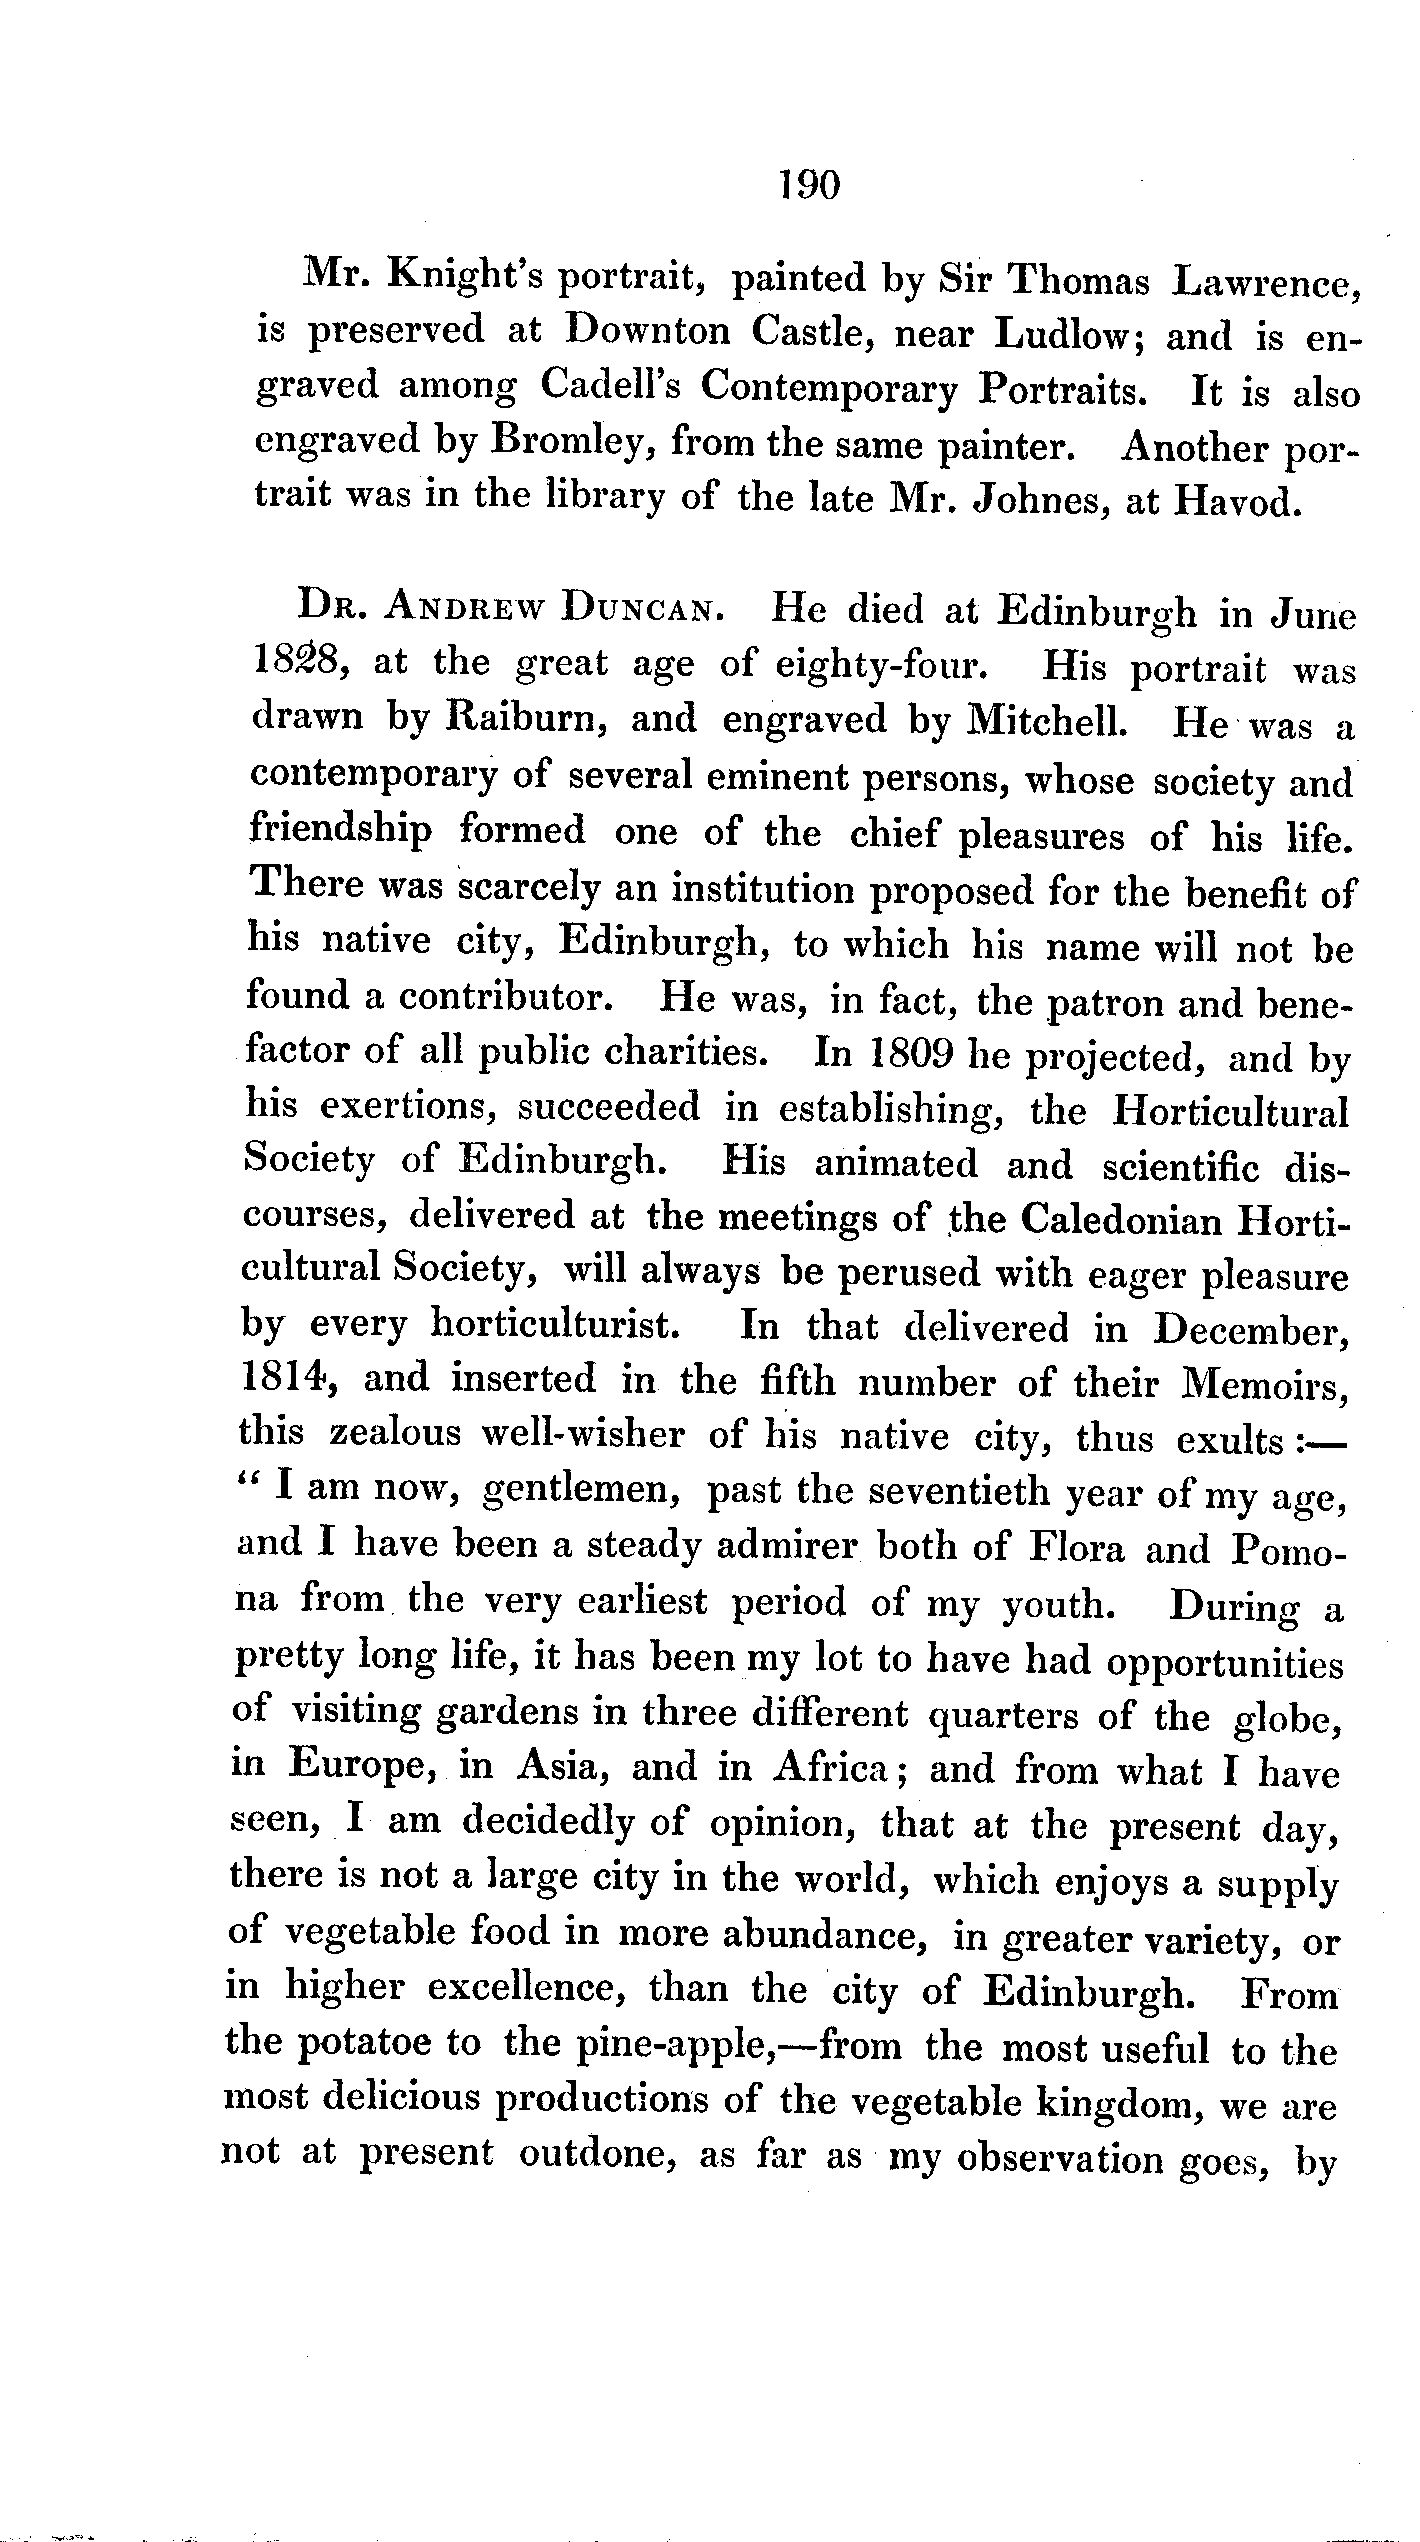 190
Mr. Knight's portrait, painted by Sir Thomas Lawrence,
is preserved at Downton Castle, near Ludlow; and is en-
graved among Cadell's Contemporary Portraits. It is also
engraved by Bromley, from the same painter. Another por-
trait was in the library of the late Mr. Johnes, at Havod.
DR. ANDREW DUNCAN. He died at Edinburgh in June
1828, at the great age of eighty-four. His portrait was
drawn by Raiburn, and engraved by Mitchell. He was a
contemporary of several eminent persons, whose society and
friendship formed one of the chief pleasures of his life.
There was scarcely an institution proposed for the benefit of
his native city, Edinburgh, to which his name will not be
found a contributor. He was, in fact, the patron and bene-
factor of all public charities. In 1809 he projected, and by
his exertions, succeeded in establishing, the Horticultural
Society of Edinburgh. His animated and scientific dis-
courses, delivered at the meetings of the Caledonian Horti-
cultural Society, will always be perused with eager pleasure
by every horticulturist. In that delivered in December,
1814, and inserted in the fifth number of their Memoirs,
this zealous well-wisher of his native city, thus exults :—
“ I am now, gentlemen, past the seventieth year of my age,
and I have been a steady admirer both of Flora and Pomo-
na from the very earliest period of my youth. During a
pretty long life, it has been my lot to have had opportunities
of visiting gardens in three different quarters of the globe,
in Europe, in Asia, and in Africa; and from what I have
seen, I am decidedly of opinion, that at the present day,
there is not a large city in the world, which enjoys a supply
of vegetable food in more abundance, in greater variety, or
in higher excellence, than the city of Edinburgh. From
the potatoe to the pine-apple,—from the most useful to the
most delicious productions of the vegetable kingdom, we are
not at present outdone, as far as my observation goes, by